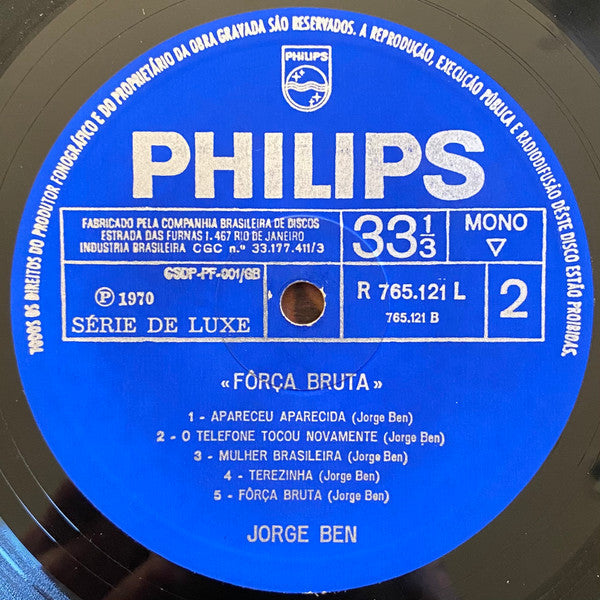 TODOS OS DIREITOS DO PRODUTOR FONOGRÁFICO E DO PROPRIETÁRIO DA OBRA GRAVADA SÃO RESERVADOS. A REPRODUÇÃO, EXECUÇÃO PÚBLICA E RADIODIFUSÃO DÊSTE DISCO ESTÃO PROIBIDAS.
PHILIPS
PHILIPS
FABRICADO PELA COMPANHIA BRASILEIRA DE DISCOS
ESTRADA DAS FURNAS 1.467 RIO DE JANEIRO
INDUSTRIA BRASILEIRA CGC n.º 33.177.411/3
33 1/3
MONO
CSDP-PF-001/GB
Ⓟ 1970
SÉRIE DE LUXE
R 765.121 L
765.121 B
2
«FÔRÇA BRUTA»
1 - APARECEU APARECIDA (Jorge Ben)
2 - O TELEFONE TOCOU NOVAMENTE (Jorge Ben)
3 - MULHER BRASILEIRA (Jorge Ben)
4 - TEREZINHA (Jorge Ben)
5 - FÔRÇA BRUTA (Jorge Ben)
JORGE BEN